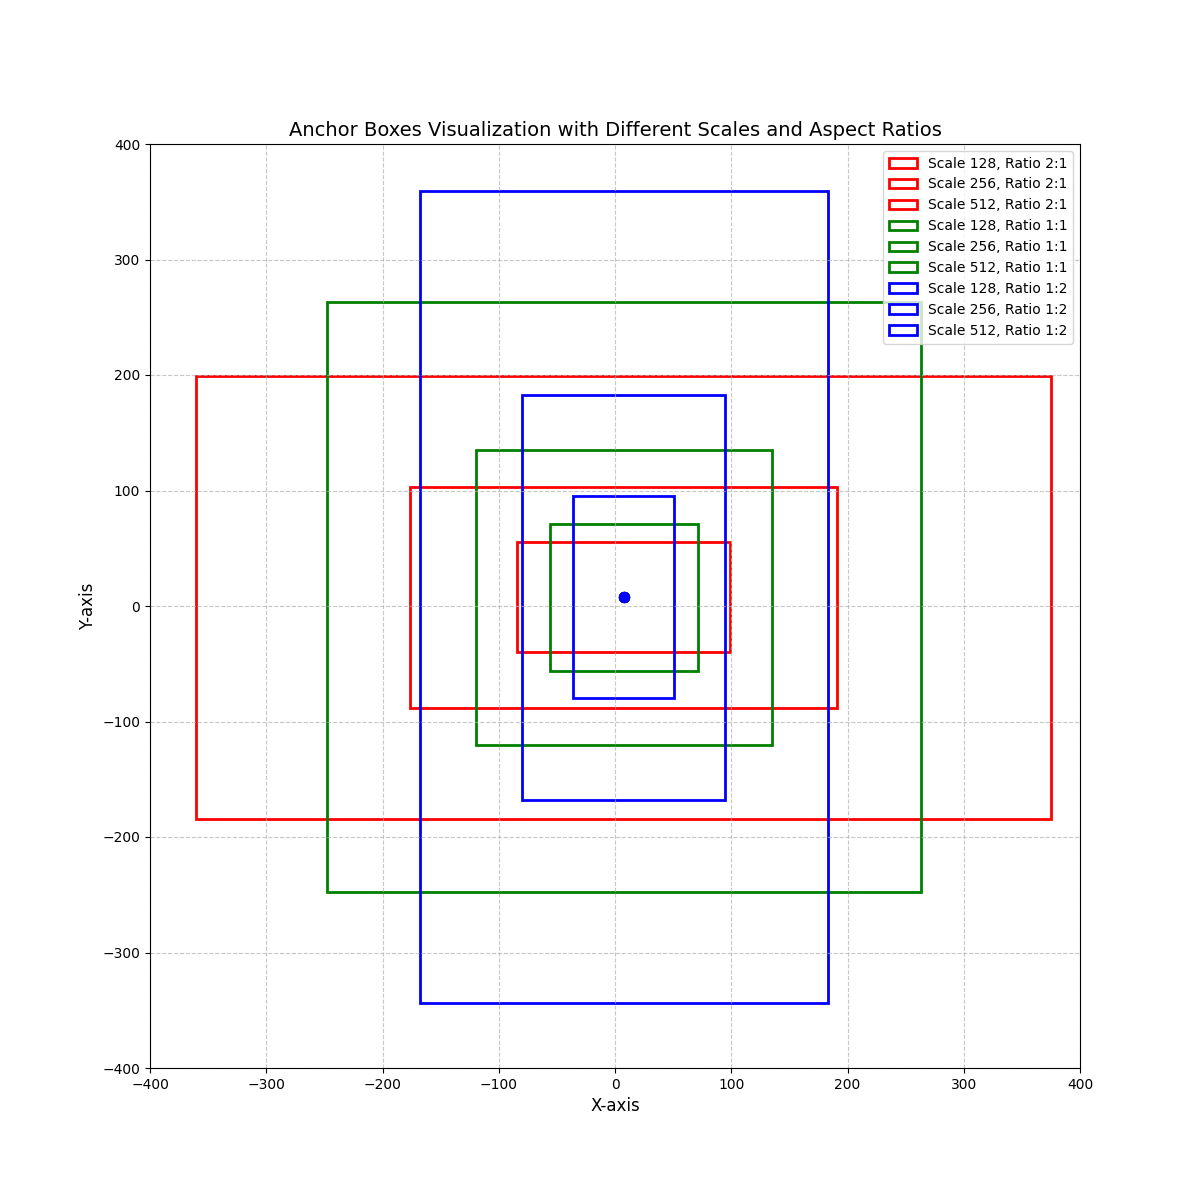 Anchor Boxes Visualization with Different Scales and Aspect Ratios
400
300
200
100
0
−100
−200
−300
−400
Y-axis
Scale 128, Ratio 2:1
Scale 256, Ratio 2:1
Scale 512, Ratio 2:1
Scale 128, Ratio 1:1
Scale 256, Ratio 1:1
Scale 512, Ratio 1:1
Scale 128, Ratio 1:2
Scale 256, Ratio 1:2
Scale 512, Ratio 1:2
−400 −300 −200 −100 0 100 200 300 400
X-axis